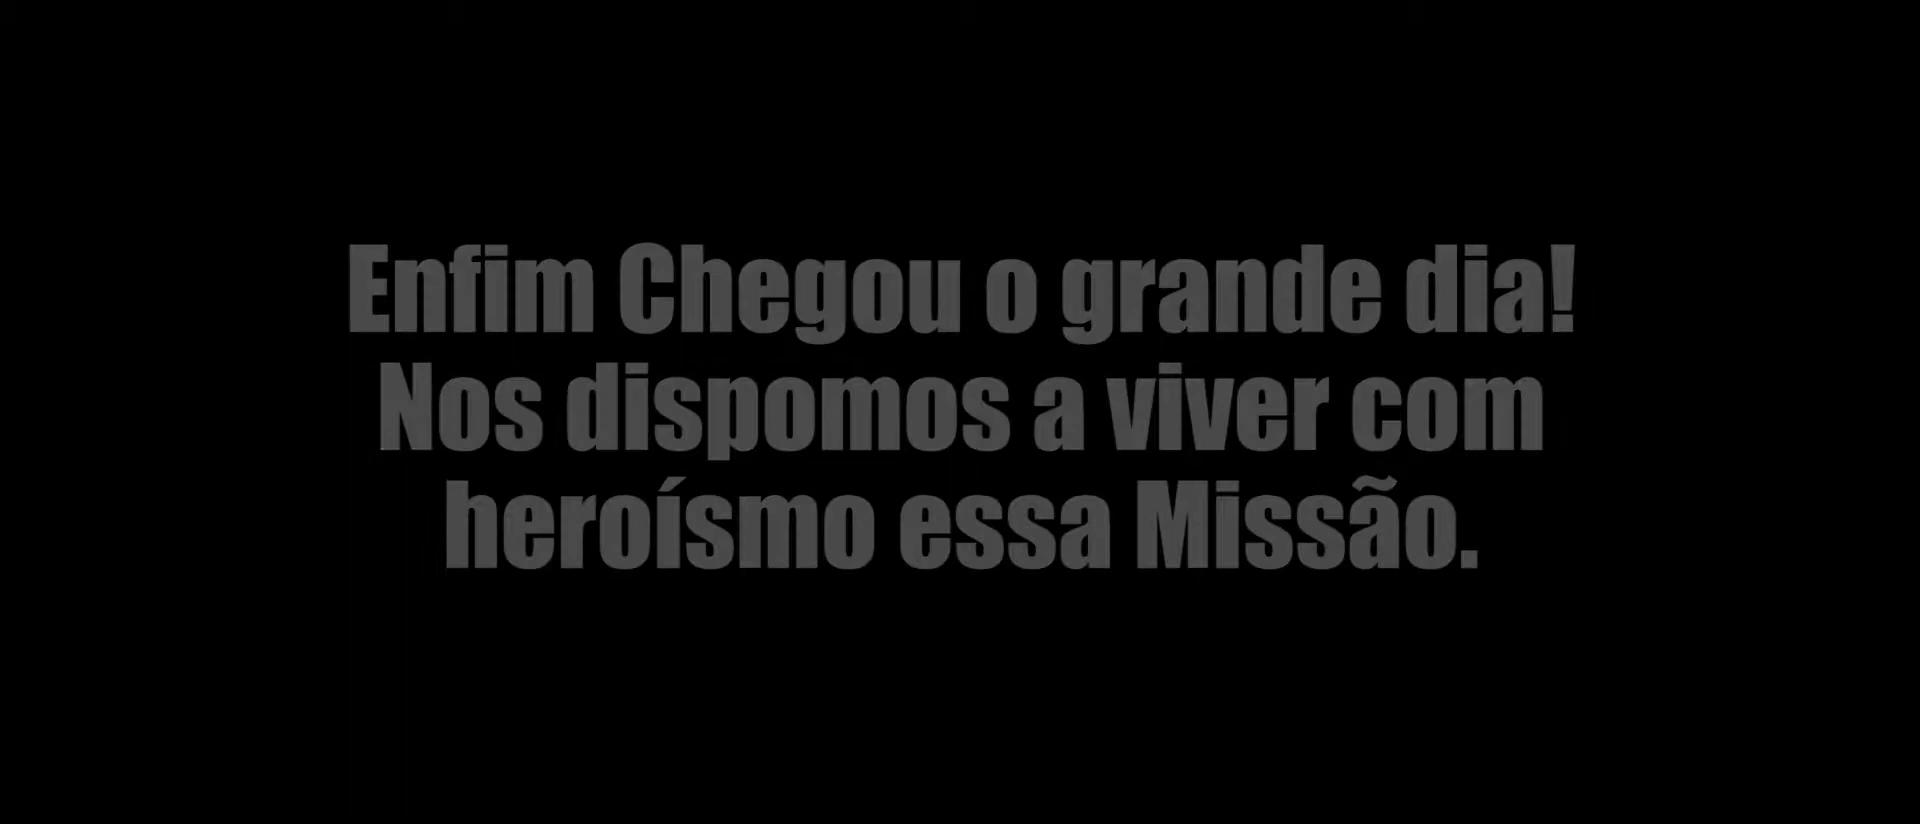 Enfim Chegou o grande dia!
Nos dispomos a viver com
heroísmo essa Missão.